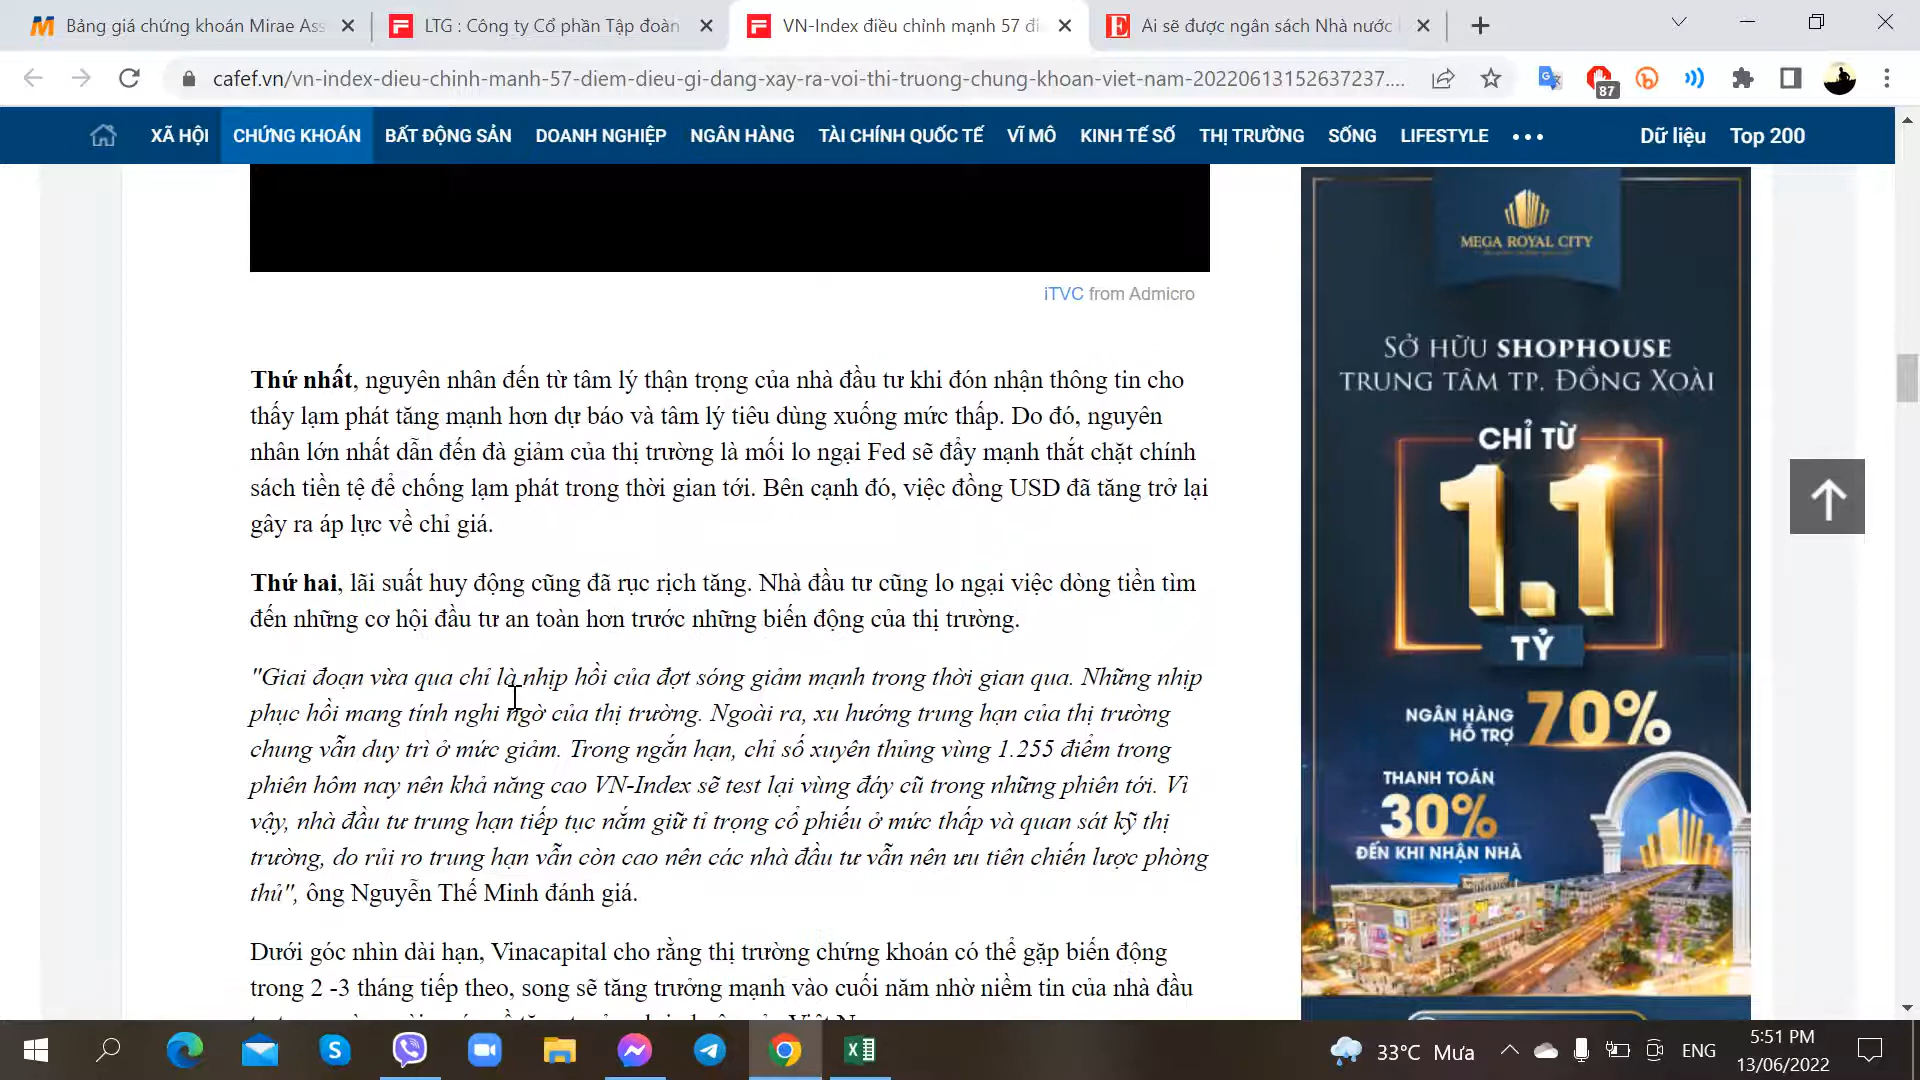 Bảng giá chứng khoán Mirae Ass
LTG : Công ty Cổ phần Tập đoàn
VN-Index điều chỉnh mạnh 57 đi
Ai sẽ được ngân sách Nhà nước
cafef.vn/vn-index-dieu-chinh-manh-57-diem-dieu-gi-dang-xay-ra-voi-thi-truong-chung-khoan-viet-nam-20220613152637237....
87
XÃ HỘI CHỨNG KHOÁN BẤT ĐỘNG SẢN DOANH NGHIỆP NGÂN HÀNG TÀI CHÍNH QUỐC TẾ VĨ MÔ KINH TẾ SỐ THỊ TRƯỜNG SỐNG LIFESTYLE ••• Dữ liệu Top 200
iTVC from Admicro
Thứ nhất, nguyên nhân đến từ tâm lý thận trọng của nhà đầu tư khi đón nhận thông tin cho
thấy lạm phát tăng mạnh hơn dự báo và tâm lý tiêu dùng xuống mức thấp. Do đó, nguyên
nhân lớn nhất dẫn đến đà giảm của thị trường là mối lo ngại Fed sẽ đẩy mạnh thắt chặt chính
sách tiền tệ để chống lạm phát trong thời gian tới. Bên cạnh đó, việc đồng USD đã tăng trở lại
gây ra áp lực về chỉ giá.
Thứ hai, lãi suất huy động cũng đã rục rịch tăng. Nhà đầu tư cũng lo ngại việc dòng tiền tìm
đến những cơ hội đầu tư an toàn hơn trước những biến động của thị trường.
"Giai đoạn vừa qua chỉ là nhịp hồi của đợt sóng giảm mạnh trong thời gian qua. Những nhịp
phục hồi mang tính nghi ngờ của thị trường. Ngoài ra, xu hướng trung hạn của thị trường
chung vẫn duy trì ở mức giảm. Trong ngắn hạn, chỉ số xuyên thủng vùng 1.255 điểm trong
phiên hôm nay nên khả năng cao VN-Index sẽ test lại vùng đáy cũ trong những phiên tới. Vì
vậy, nhà đầu tư trung hạn tiếp tục nắm giữ tỉ trọng cổ phiếu ở mức thấp và quan sát kỹ thị
trường, do rủi ro trung hạn vẫn còn cao nên các nhà đầu tư vẫn nên ưu tiên chiến lược phòng
thủ", ông Nguyễn Thế Minh đánh giá.
Dưới góc nhìn dài hạn, Vinacapital cho rằng thị trường chứng khoán có thể gặp biến động
trong 2 -3 tháng tiếp theo, song sẽ tăng trưởng mạnh vào cuối năm nhờ niềm tin của nhà đầu
MEGA ROYAL CITY
SỞ HỮU SHOPHOUSE
TRUNG TÂM TP. ĐỒNG XOÀI
CHỈ TỪ
1.1
TỶ
NGÂN HÀNG
HỖ TRỢ 70%
THANH TOÁN
30%
ĐẾN KHI NHẬN NHÀ
33°C Mưa
ENG
5:51 PM
13/06/2022